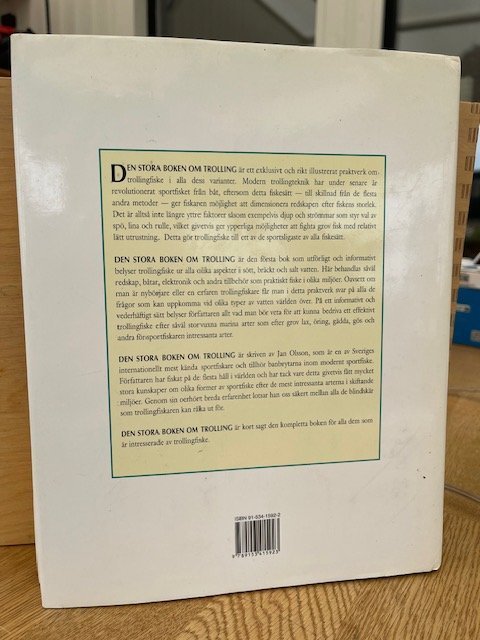 DEN STORA BOKEN OM TROLLING är ett exklusivt och rikt illustrerat praktverk om
trollingfiske i alla dess varianter. Modern trollingteknik har under senare år
revolutionerat sportfisket från båt, eftersom detta fiskesätt — till skillnad från de flesta
andra metoder — ger fiskaren möjlighet att dimensionera redskapen efter fiskens storlek.
Det är alltså inte längre yttre faktorer såsom exempelvis djup och strömmar som styr val av
spö, lina och rulle, vilket givetvis ger ypperliga möjligheter att fighta grov fisk med relativt
lätt utrustning. Detta gör trollingfiske till ett av de sportsligaste av alla fiskesätt.
DEN STORA BOKEN OM TROLLING är den första bok som utförligt och informativt
belyser trollingfiske ur alla olika aspekter i sött, bräckt och salt vatten. Här behandlas såväl
redskap, båtar, elektronik och andra tillbehör som praktiskt fiske i olika miljöer. Oavsett om
man är nybörjare eller en erfaren trollingfiskare får man i detta praktverk svar på alla de
frågor som kan uppkomma vid olika typer av vatten världen över. På ett informativt och
vederhäftigt sätt belyser författaren allt vad man bör veta för att kunna bedriva ett effektivt
trollingfiske efter såväl storvuxna marina arter som efter grov lax, öring, gädda, gös och
andra försportfiskaren intressanta arter.
DEN STORA BOKEN OM TROLLING är skriven av Jan Olsson, som är en av Sveriges
internationellt mest kända sportfiskare och tillhör banbrytarna inom modernt sportfiske.
Författaren har fiskat på de flesta håll i världen och har tack vare detta givetvis fått mycket
stora kunskaper om olika former av sportfiske efter de mest intressanta arterna i skiftande
miljöer. Genom sin oerhört breda erfarenhet lotsar han oss säkert mellan alla de blindskär
som trollingfiskaren kan råka ut för.
DEN STORA BOKEN OM TROLLING är kort sagt den kompletta boken för alla dem som
är intresserade av trollingfiske.
ISBN 91-534-1592-2
9 789153 415923